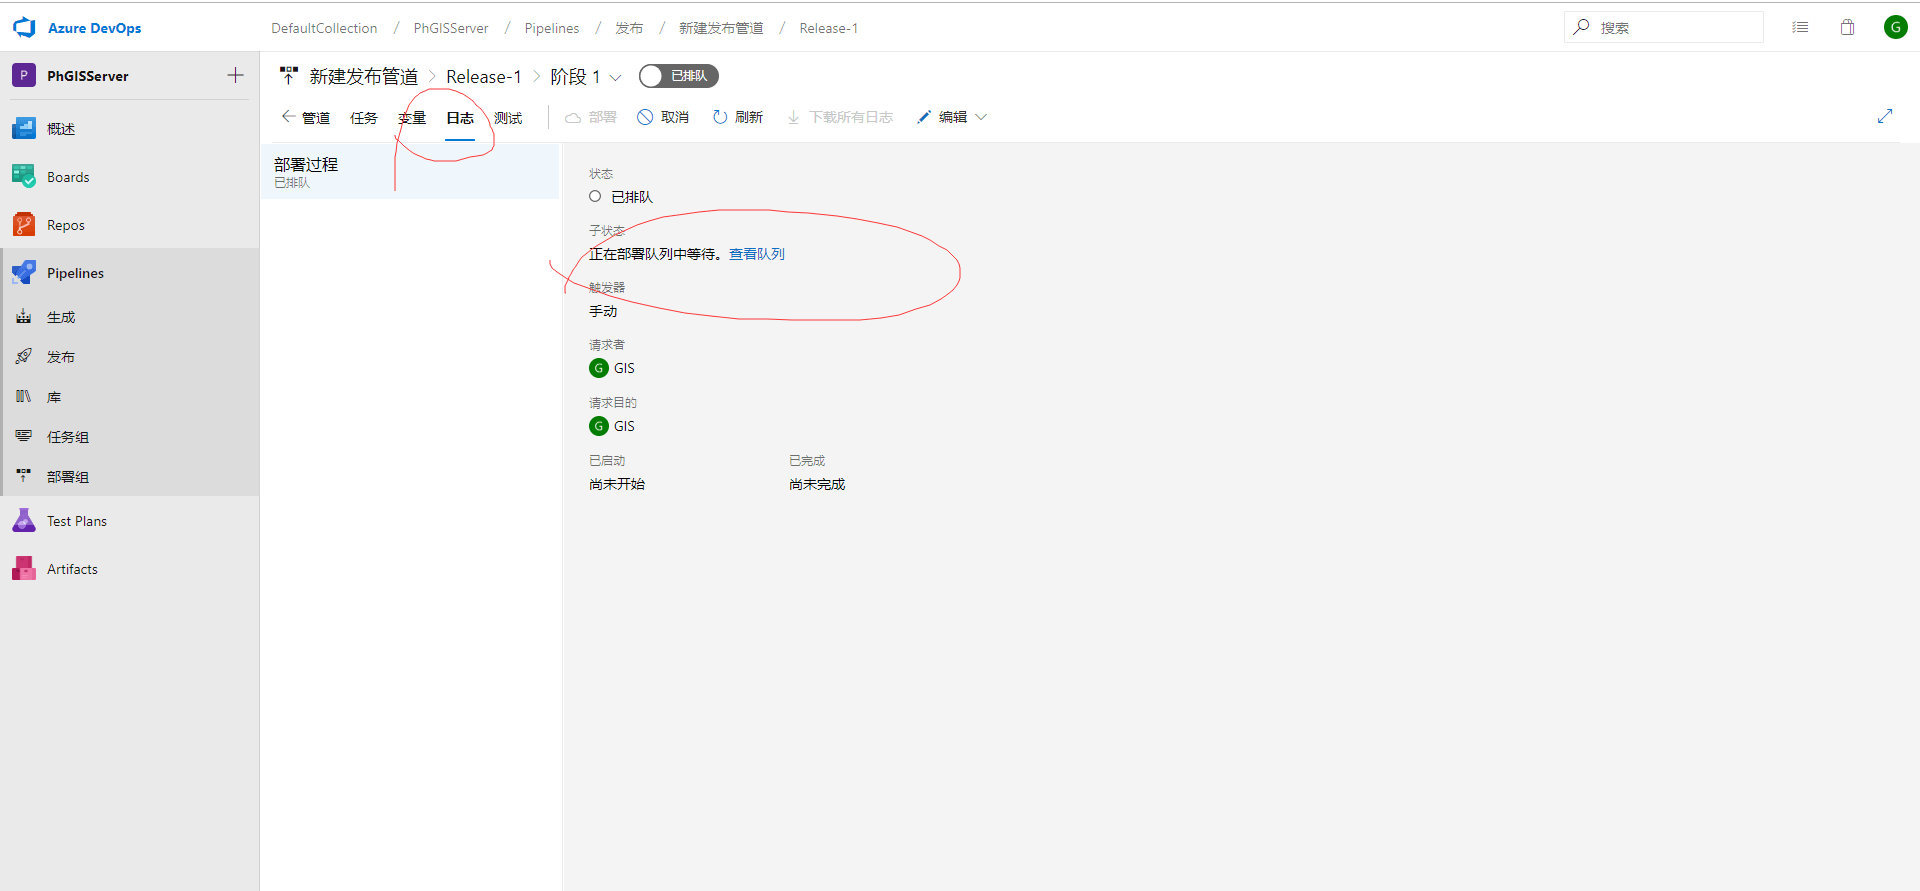 Azure DevOps
DefaultCollection / PhGISServer / Pipelines / 发布 / 新建发布管道 / Release-1
搜索
G
P PhGISServer
新建发布管道 > Release-1 > 阶段 1
已排队
管道 任务 变量 日志 测试
部署 取消 刷新 下载所有日志 编辑
概述
Boards
Repos
Pipelines
生成
发布
库
任务组
部署组
Test Plans
Artifacts
部署过程
已排队
状态
已排队
子状态
正在部署队列中等待。查看队列
触发器
手动
请求者
G GIS
请求目的
G GIS
已启动 已完成
尚未开始 尚未完成